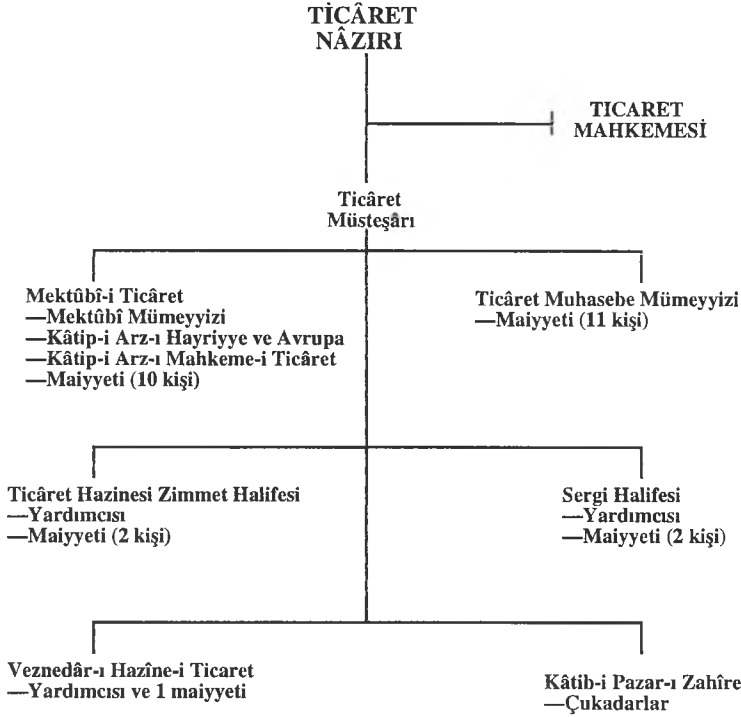 TİCÂRET
NÂZIRI
TICARET
MAHKEMESİ
Ticâret
Müsteşârı
Mektûbî-i Ticâret
—Mektûbî Mümeyyizi
—Kâtip-i Arz-ı Hayriyye ve Avrupa
—Kâtip-i Arz-ı Mahkeme-i Ticâret
—Maiyyeti (10 kişi)
Ticâret Muhasebe Mümeyyizi
—Maiyyeti (11 kişi)
Ticâret Hazinesi Zimmet Halifesi
—Yardımcısı
—Maiyyeti (2 kişi)
Sergi Halifesi
—Yardımcısı
—Maiyyeti (2 kişi)
Veznedâr-ı Hazîne-i Ticaret
—Yardımcısı ve 1 maiyyeti
Kâtib-i Pazar-ı Zahîre
—Çukadarlar